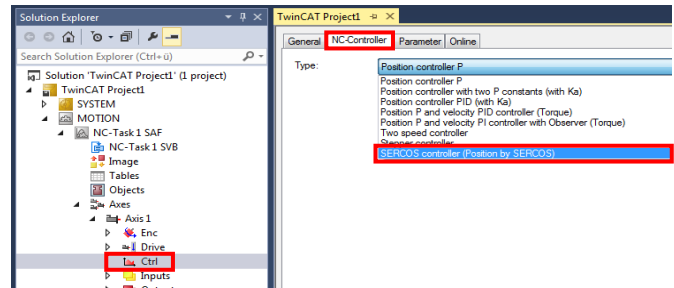 Solution Explorer
Search Solution Explorer (Ctrl+ü)
Solution 'TwinCAT Project1' (1 project)
TwinCAT Project1
SYSTEM
MOTION
NC-Task 1 SAF
NC-Task 1 SVB
Image
Tables
Objects
Axes
Axis 1
Enc
Drive
Ctrl
Inputs
TwinCAT Project1
General NC-Controller Parameter Online
Type: Position controller P
Position controller P
Position controller with two P constants (with Ka)
Position controller PID (with Ka)
Position P and velocity PID controller (Torque)
Position P and velocity PI controller with Observer (Torque)
Two speed controller
Stepper controller
SERCOS controller (Position by SERCOS)